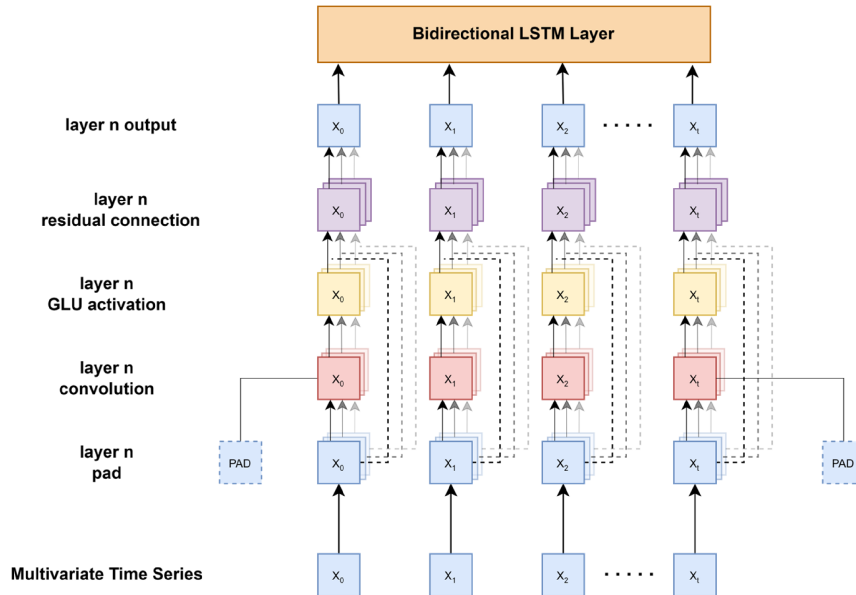 Bidirectional LSTM Layer
layer n output
X0 X1 X2 ..... Xt
layer n
residual connection
X0 X1 X2 Xt
layer n
GLU activation
X0 X1 X2 Xt
layer n
convolution
X0 X1 X2 Xt
layer n
pad
PAD X0 X1 X2 Xt PAD
Multivariate Time Series
X0 X1 X2 ..... Xt